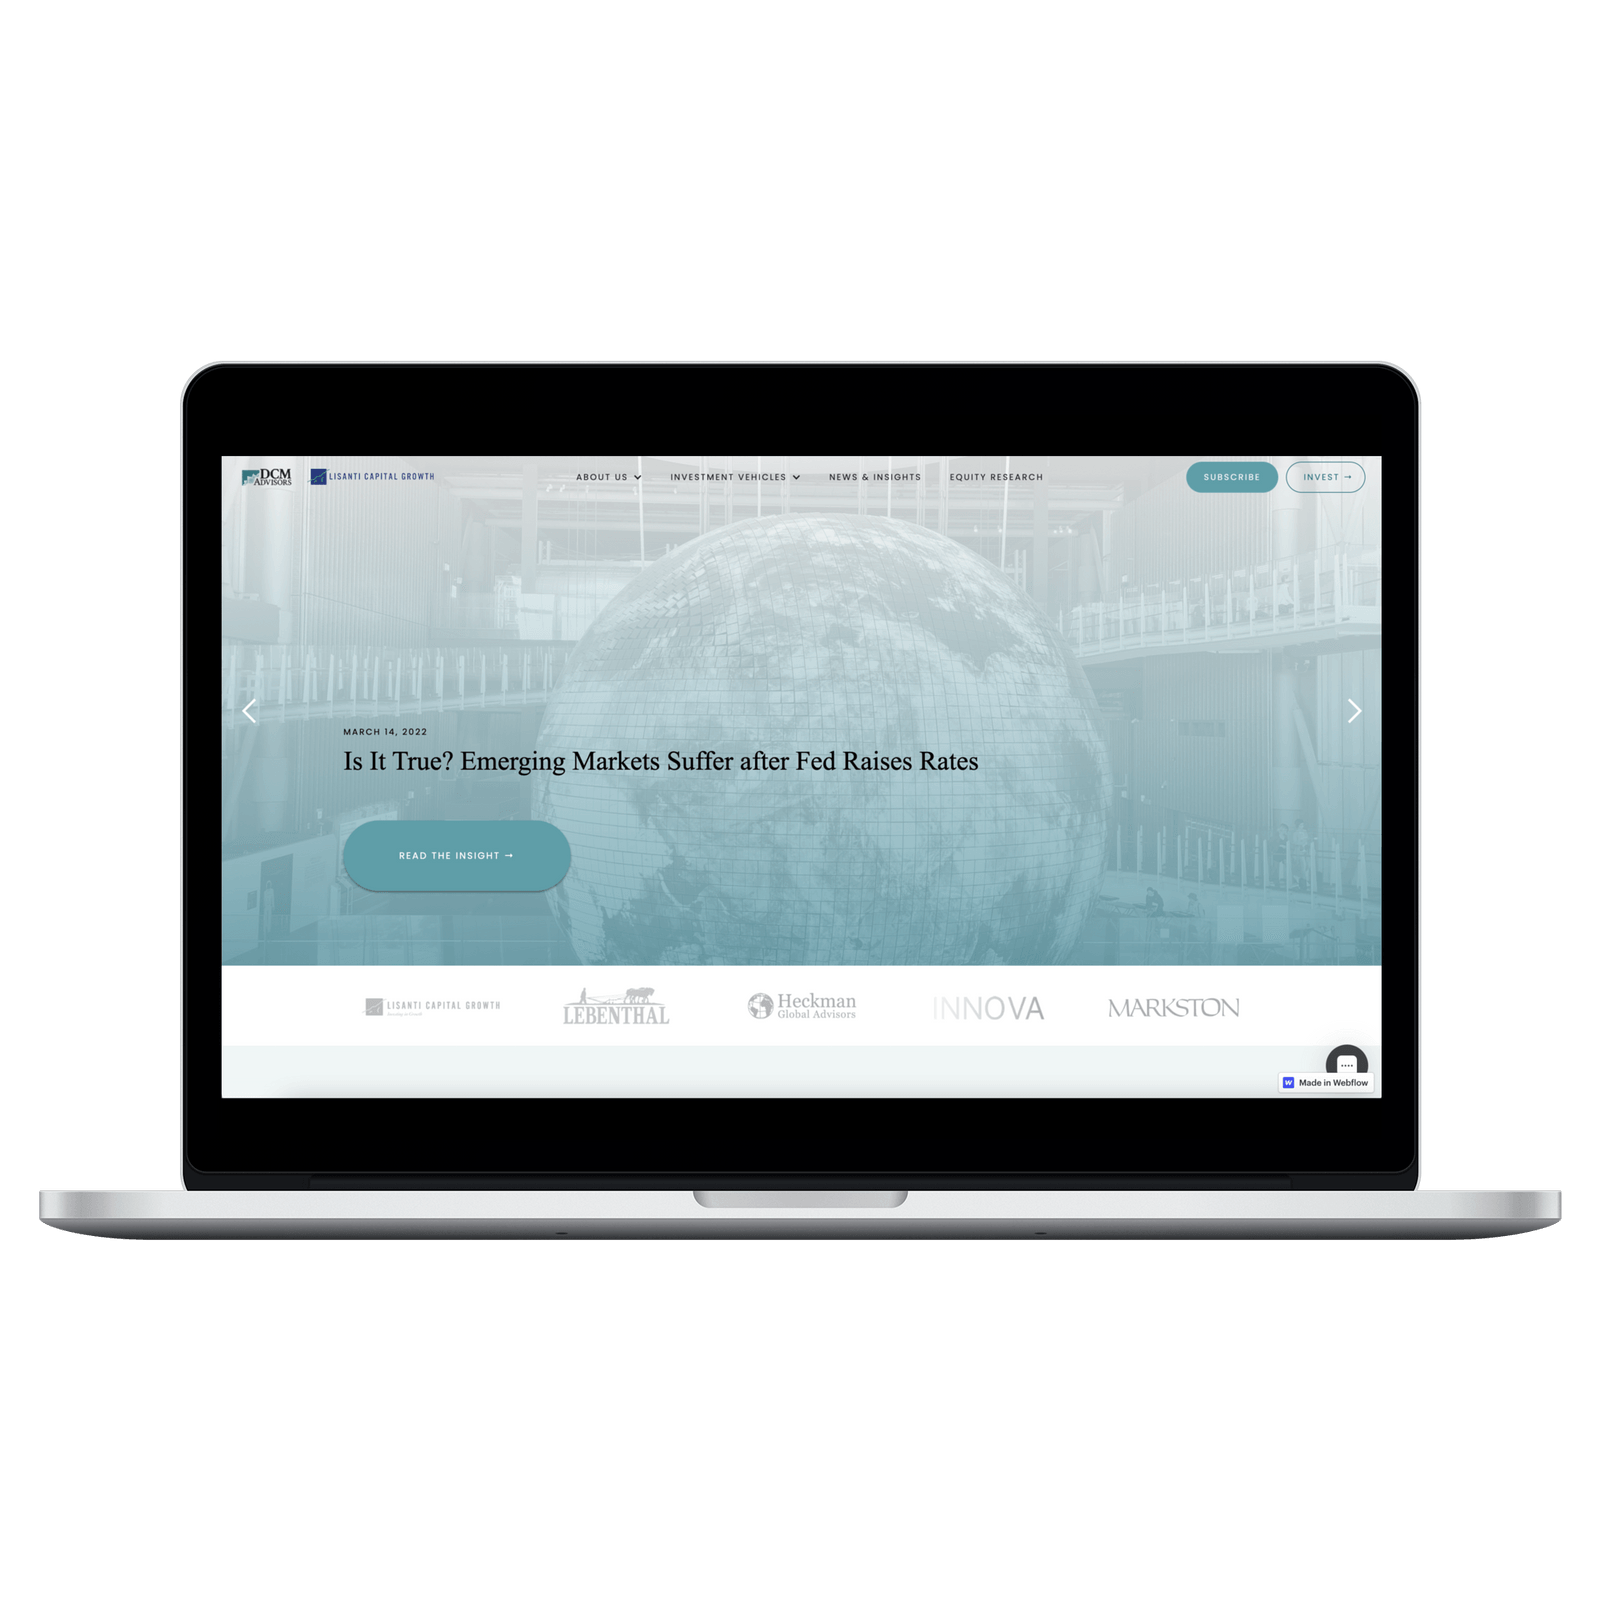 DCM
ADVISORS
LISANTI CAPITAL GROWTH
ABOUT US
INVESTMENT VEHICLES
NEWS & INSIGHTS
EQUITY RESEARCH
SUBSCRIBE
INVEST →
MARCH 14, 2022
Is It True? Emerging Markets Suffer after Fed Raises Rates
READ THE INSIGHT →
LISANTI CAPITAL GROWTH
LEBENTHAL
Heckman
Global Advisors
INNOVA
MARKSTON
Made in Webflow